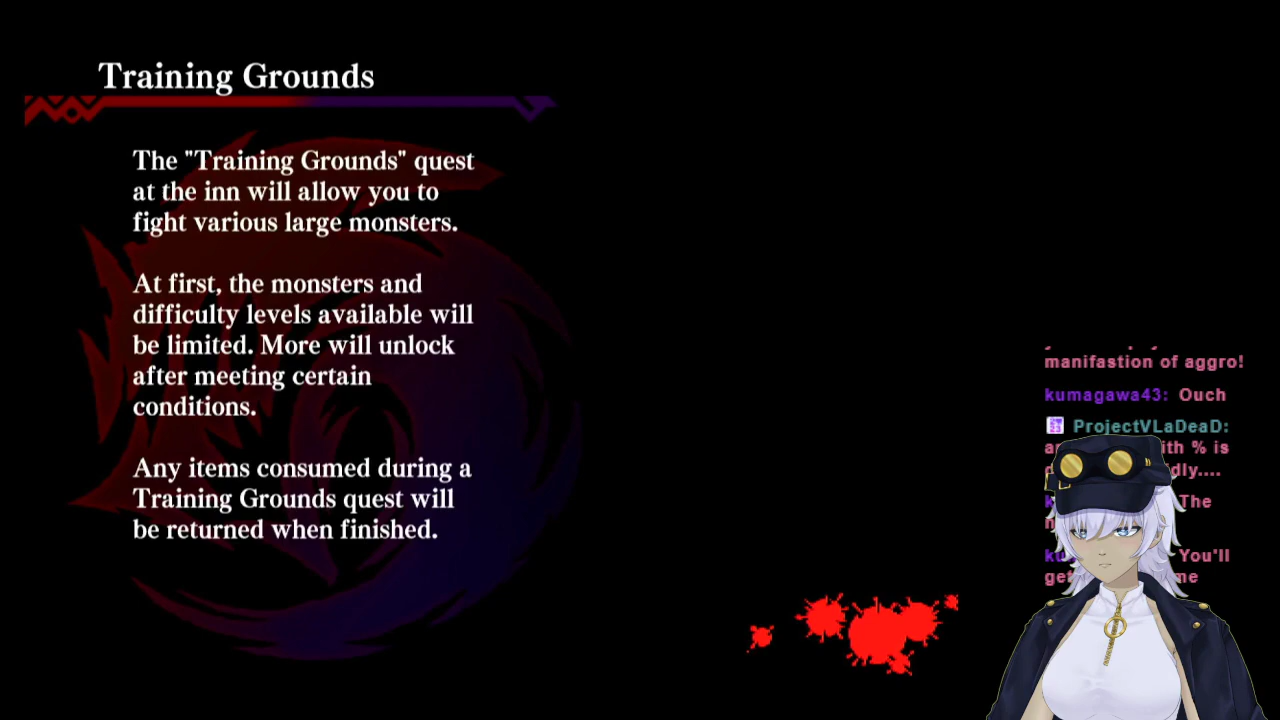 Training Grounds
The "Training Grounds" quest
at the inn will allow you to
fight various large monsters.
At first, the monsters and
difficulty levels available will
be limited. More will unlock
after meeting certain
conditions.
Any items consumed during a
Training Grounds quest will
be returned when finished.
manifastion of aggro!
kumagawa43: Ouch
ProjectVLaDeaD:
% is
The
You'll